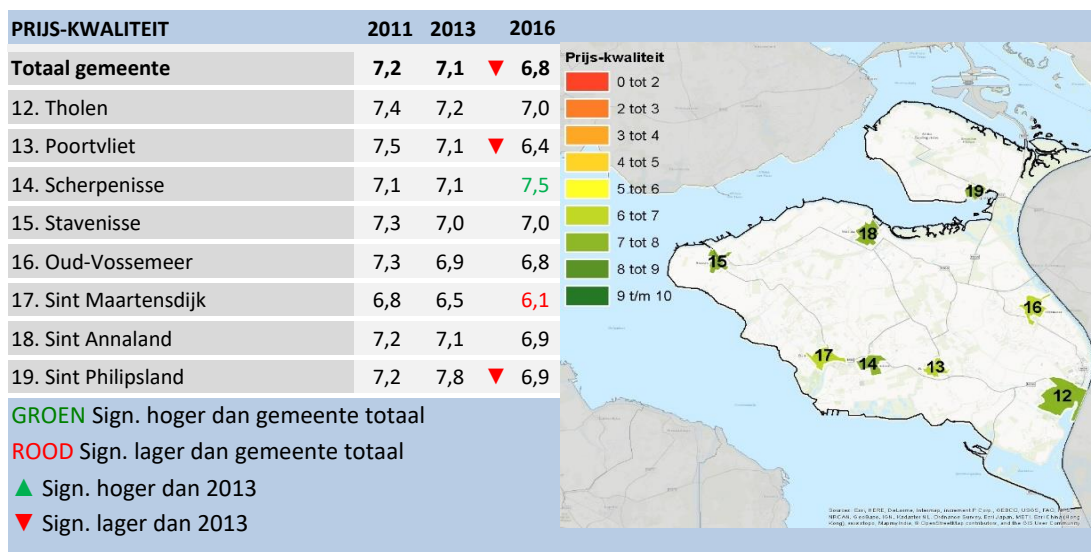 PRIJS-KWALITEIT 2011 2013 2016
Totaal gemeente 7,2 7,1 ▼ 6,8
12. Tholen 7,4 7,2 7,0
13. Poortvliet 7,5 7,1 ▼ 6,4
14. Scherpenisse 7,1 7,1 7,5
15. Stavenisse 7,3 7,0 7,0
16. Oud-Vossemeer 7,3 6,9 6,8
17. Sint Maartensdijk 6,8 6,5 6,1
18. Sint Annaland 7,2 7,1 6,9
19. Sint Philipsland 7,2 7,8 ▼ 6,9
GROEN Sign. hoger dan gemeente totaal
ROOD Sign. lager dan gemeente totaal
▲ Sign. hoger dan 2013
▼ Sign. lager dan 2013
Prijs-kwaliteit
0 tot 2
2 tot 3
3 tot 4
4 tot 5
5 tot 6
6 tot 7
7 tot 8
8 tot 9
9 t/m 10
19
18
15
16
17
14
13
12